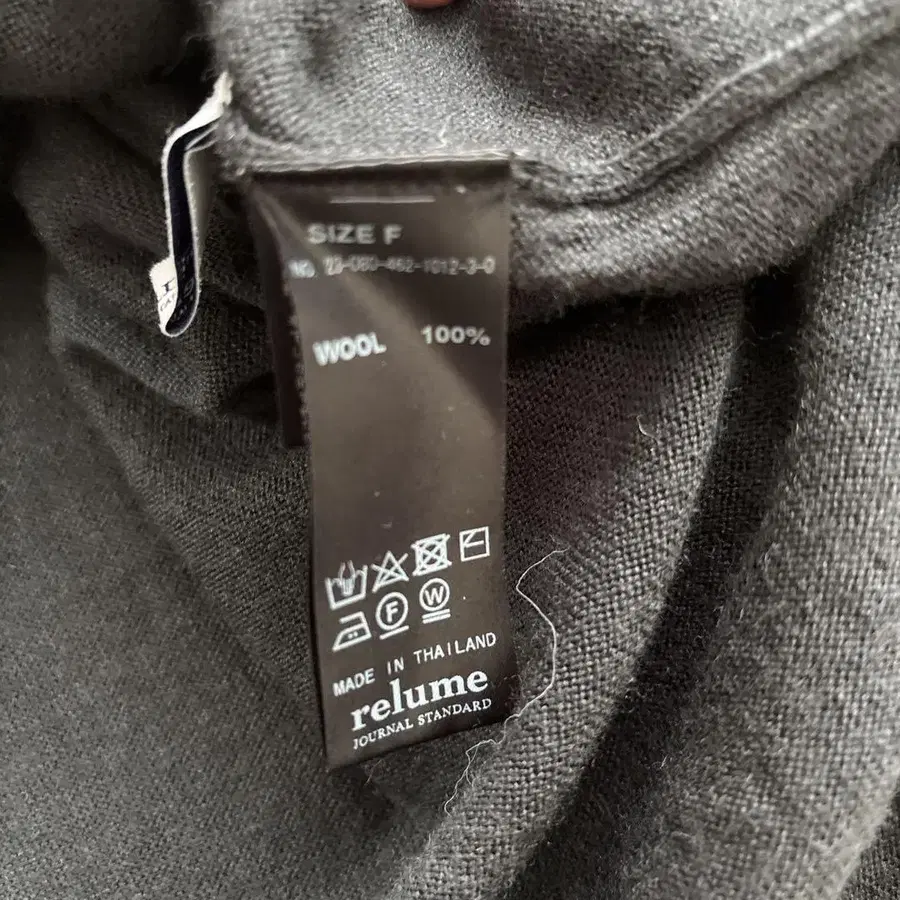 SIZE F
WOOL 100%
F W
MADE IN THAILAND
relume
JOURNAL STANDARD